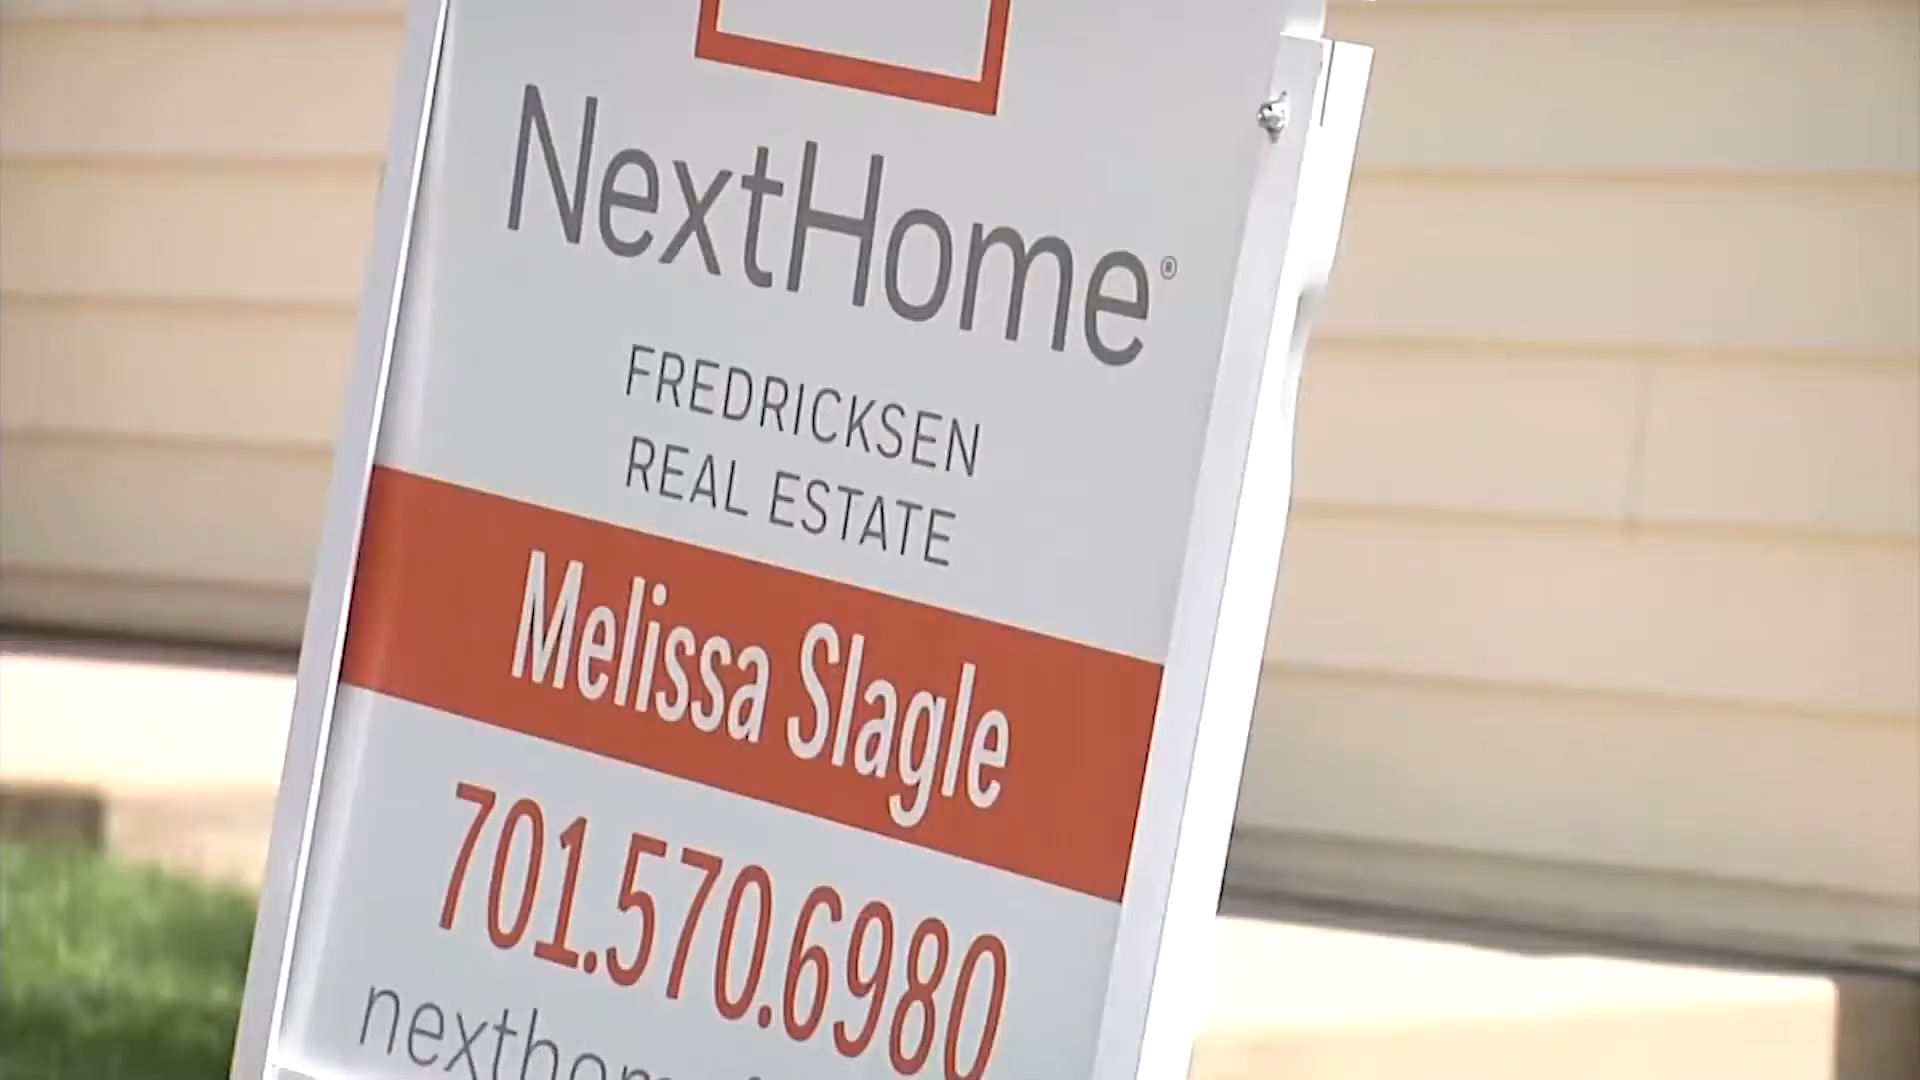 NextHome®
FREDRICKSEN
REAL ESTATE
Melissa Slagle
701.570.6980